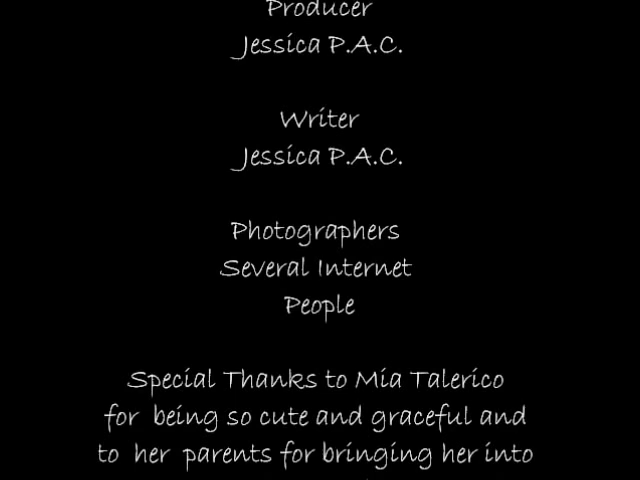 Producer
Jessica P.A.C.
Writer
Jessica P.A.C.
Photographers
Several Internet
People
Special Thanks to Mia Talerico
for being so cute and graceful and
to her parents for bringing her into